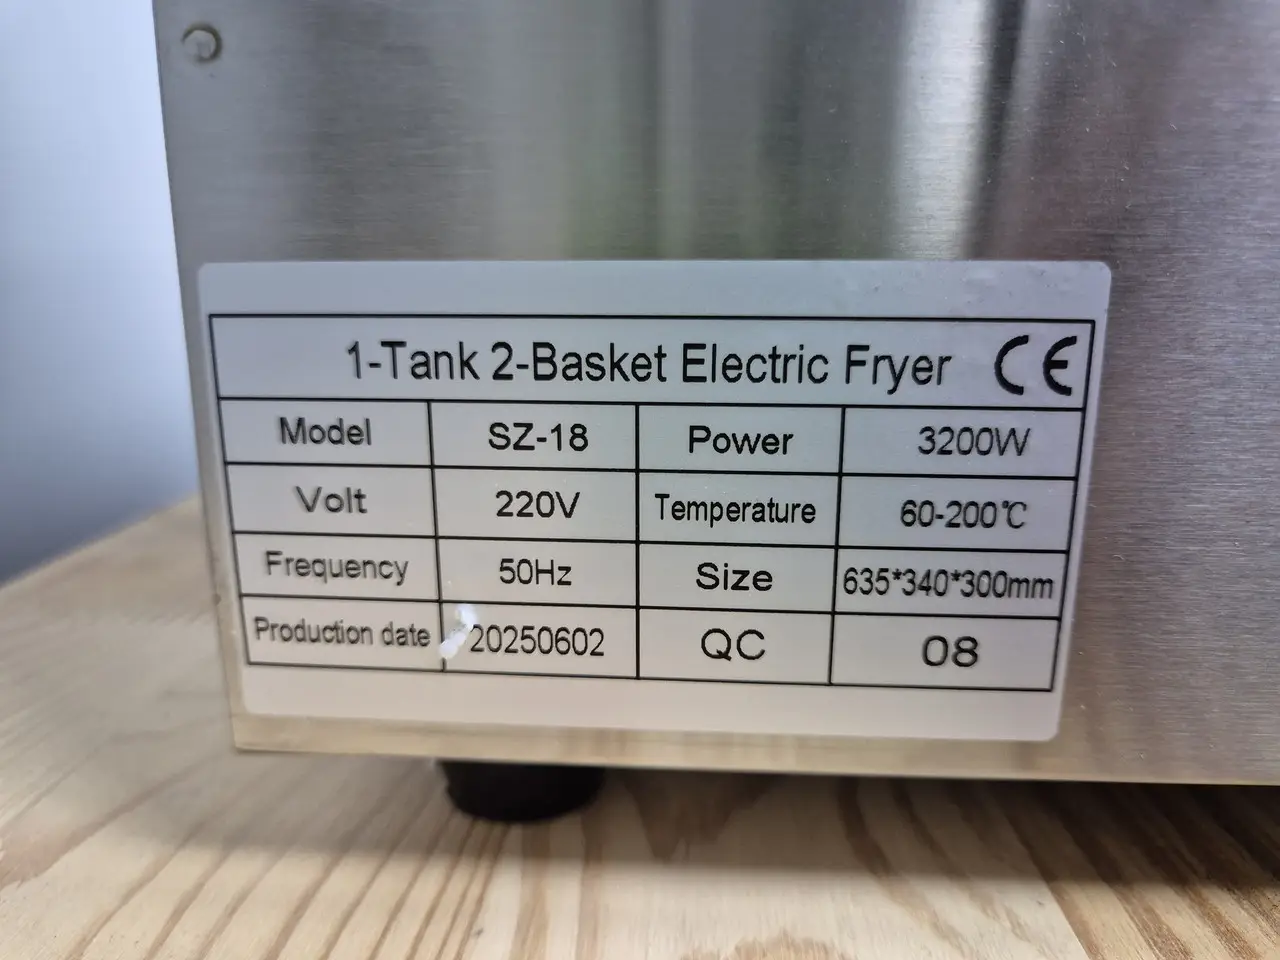 1-Tank 2-Basket Electric Fryer CE
Model SZ-18 Power 3200W
Volt 220V Temperature 60-200℃
Frequency 50Hz Size 635*340*300mm
Production date 20250602 QC 08